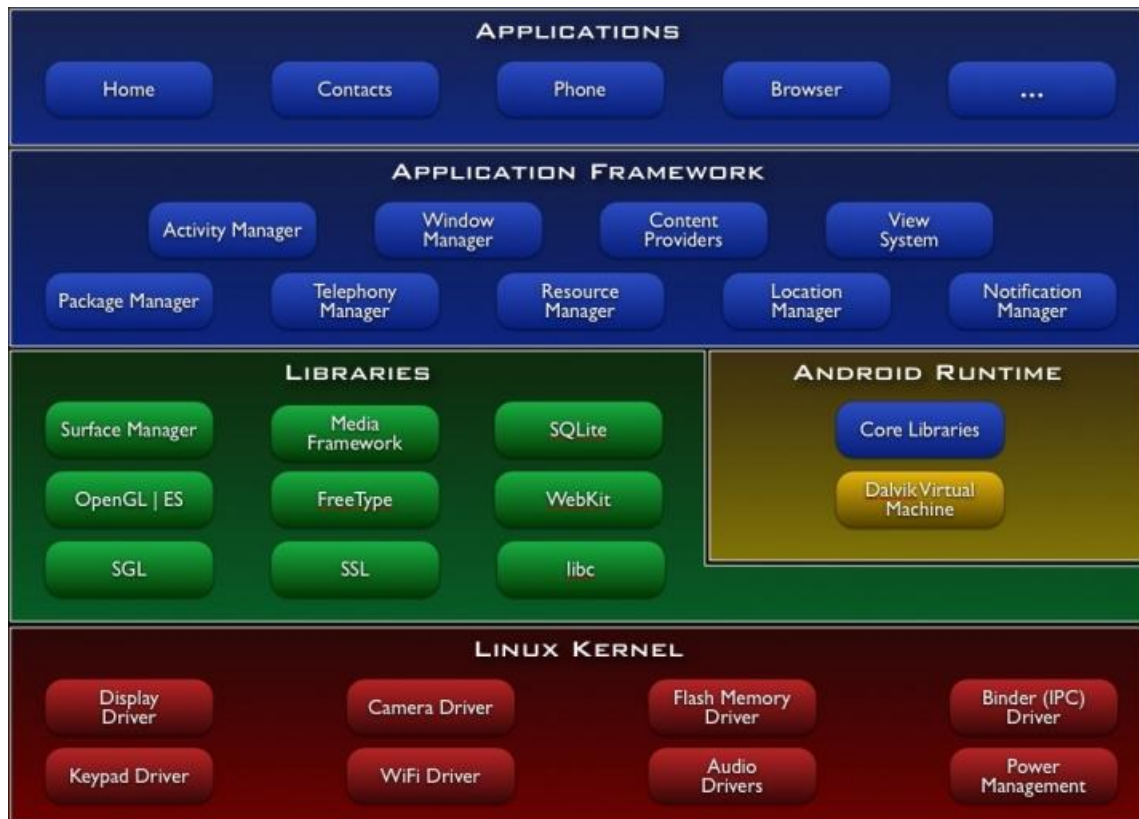 APPLICATIONS
Home
Contacts
Phone
Browser
...
APPLICATION FRAMEWORK
Activity Manager
Window
Manager
Content
Providers
View
System
Package Manager
Telephony
Manager
Resource
Manager
Location
Manager
Notification
Manager
LIBRARIES
Surface Manager
Media
Framework
SQLite
OpenGL | ES
FreeType
WebKit
SGL
SSL
libc
ANDROID RUNTIME
Core Libraries
Dalvik Virtual
Machine
LINUX KERNEL
Display
Driver
Camera Driver
Flash Memory
Driver
Binder (IPC)
Driver
Keypad Driver
WiFi Driver
Audio
Drivers
Power
Management